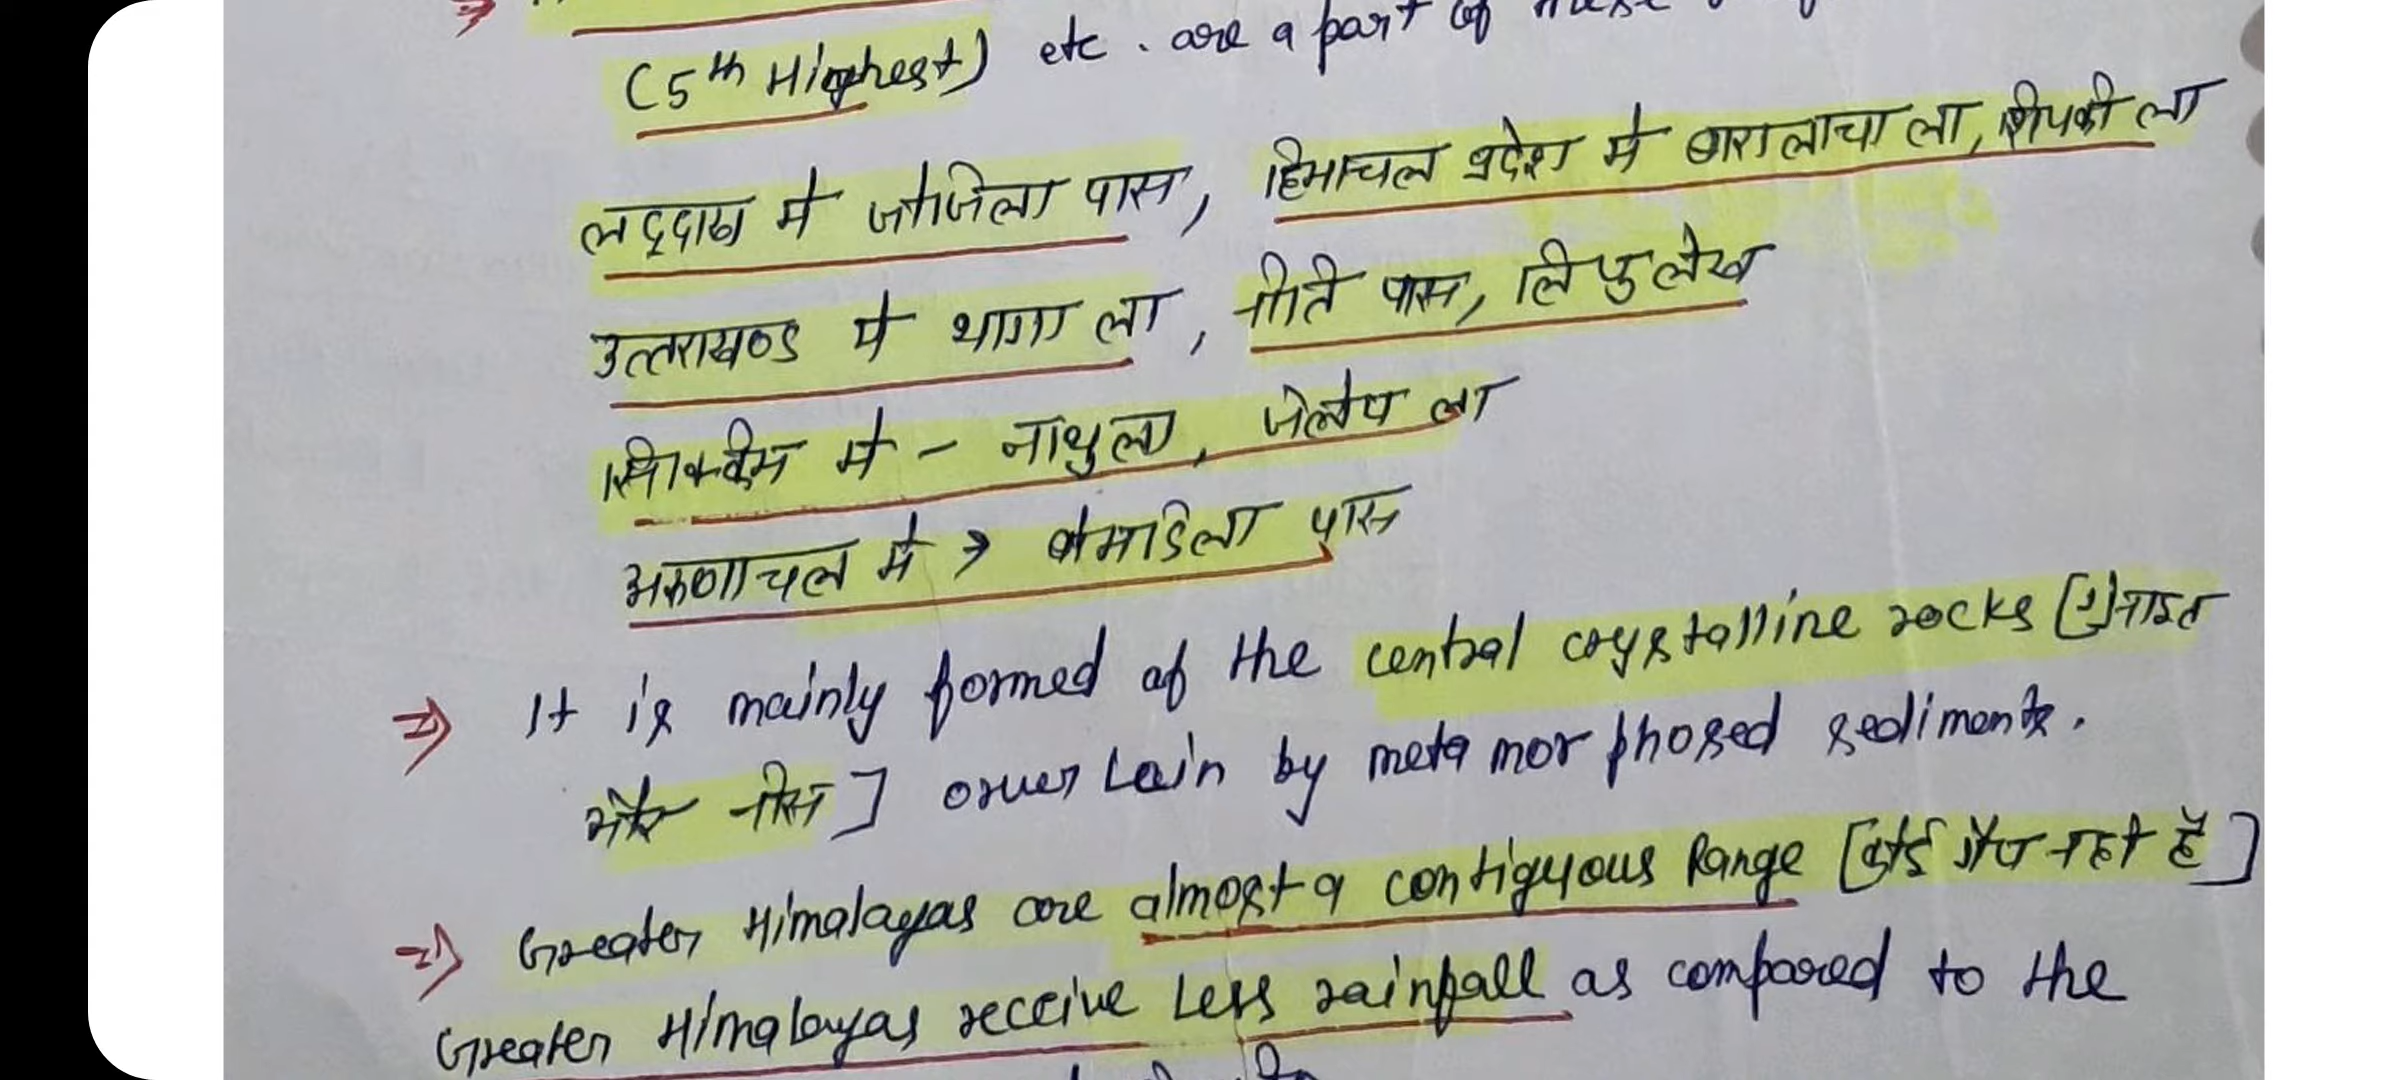 (5th Highest) etc. are a part of these
लद्दाख में जोजिला पास, हिमाचल प्रदेश में बारालाचा ला, शिपकी ला
उत्तराखण्ड में थागा ला, नीति पास, लिपुलेख
सिक्कीम में - नाथुला, जेलेप ला
अरुणाचल में → बोमडिला पास
⇒ It is mainly formed of the central crystalline rocks [ग्रेनाइट
और नीस] over Lain by metamorphosed sediments.
⇒ Greater Himalayas are almost a contiguous Range [कोई गैप नहीं है]
Greater Himalayas receive Less rainfall as compared to the